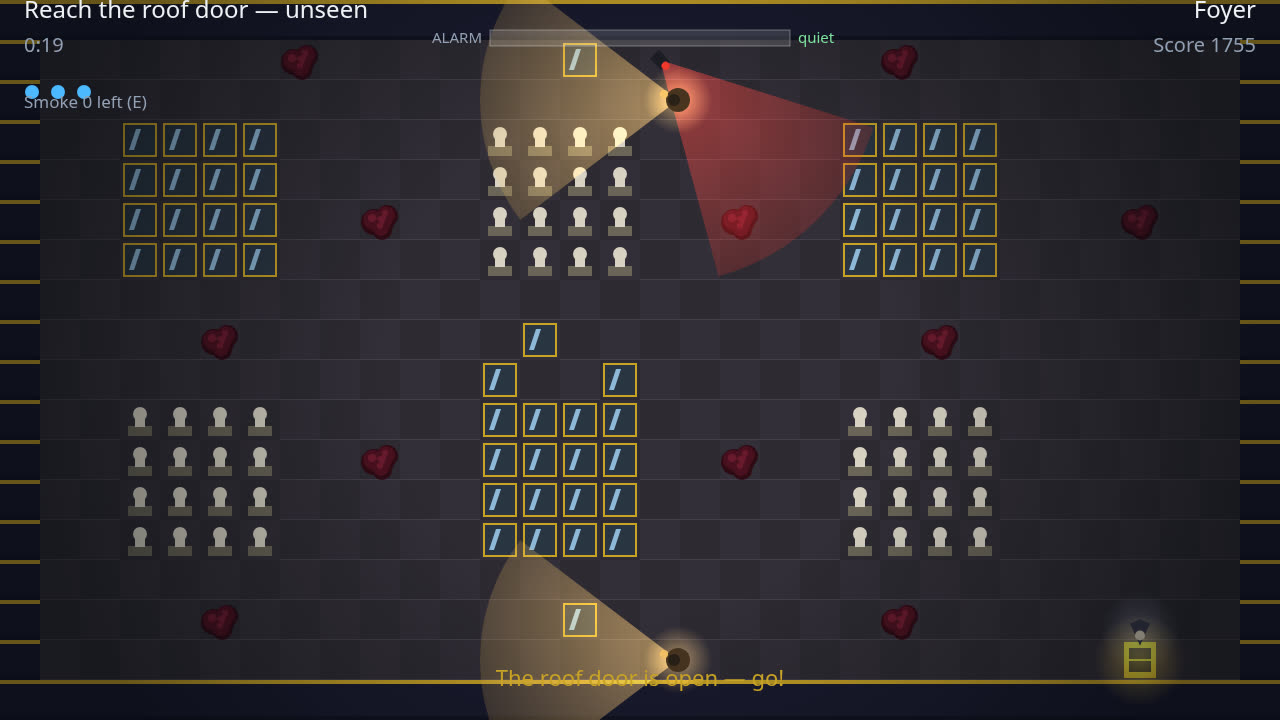 Reach the roof door — unseen
Foyer
0:19
ALARM
quiet
Score 1755
Smoke 0 left (E)
The roof door is open — go!